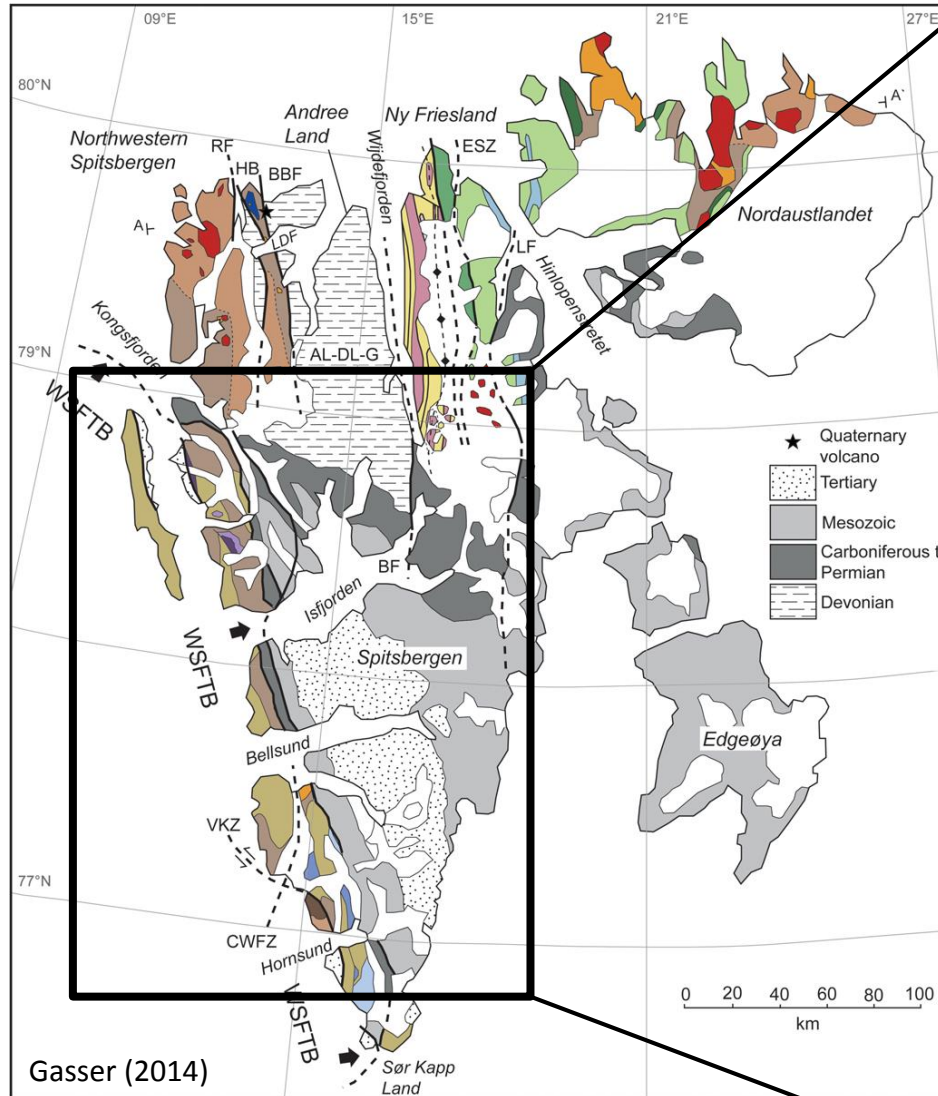 09°E
15°E
21°E
27°E
80°N
Andree
Land
Ny Friesland
Northwestern
Spitsbergen
RF
HB
BBF
Wijdefjorden
ESZ
A'
A
LDF
Nordaustlandet
LF
Hinlopenstretet
Kongsfjorden
79°N
AL-DL-G
WSFTB
Quaternary
volcano
Tertiary
Mesozoic
Carboniferous t
Permian
Devonian
BF
Isfjorden
WSFTB
Spitsbergen
Bellsund
Edgeøya
VKZ
77°N
CWFZ
Hornsund
WSFTB
0 20 40 60 80 100
km
Gasser (2014)
Sør Kapp
Land